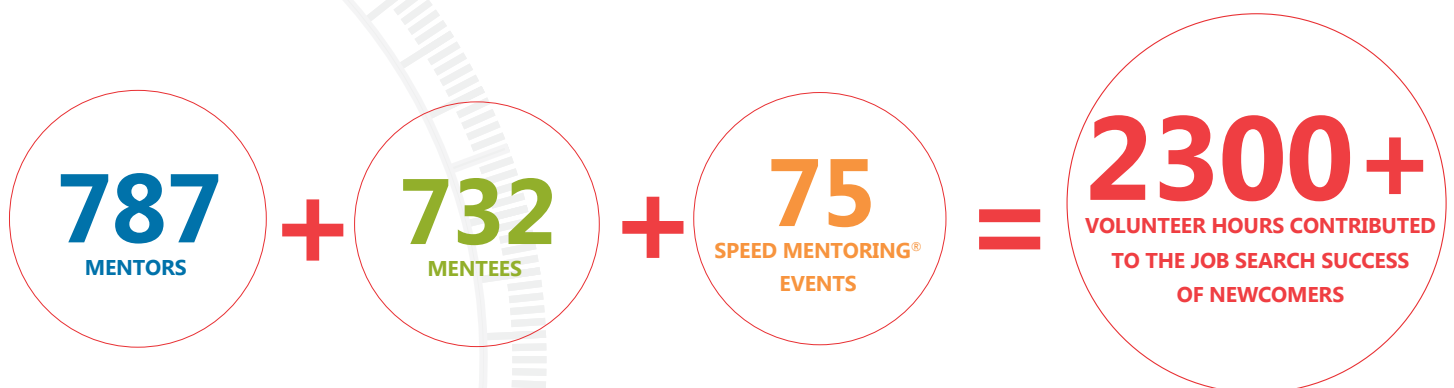 787
MENTORS
+
732
MENTEES
+
75
SPEED MENTORING®
EVENTS
=
2300+
VOLUNTEER HOURS CONTRIBUTED
TO THE JOB SEARCH SUCCESS
OF NEWCOMERS